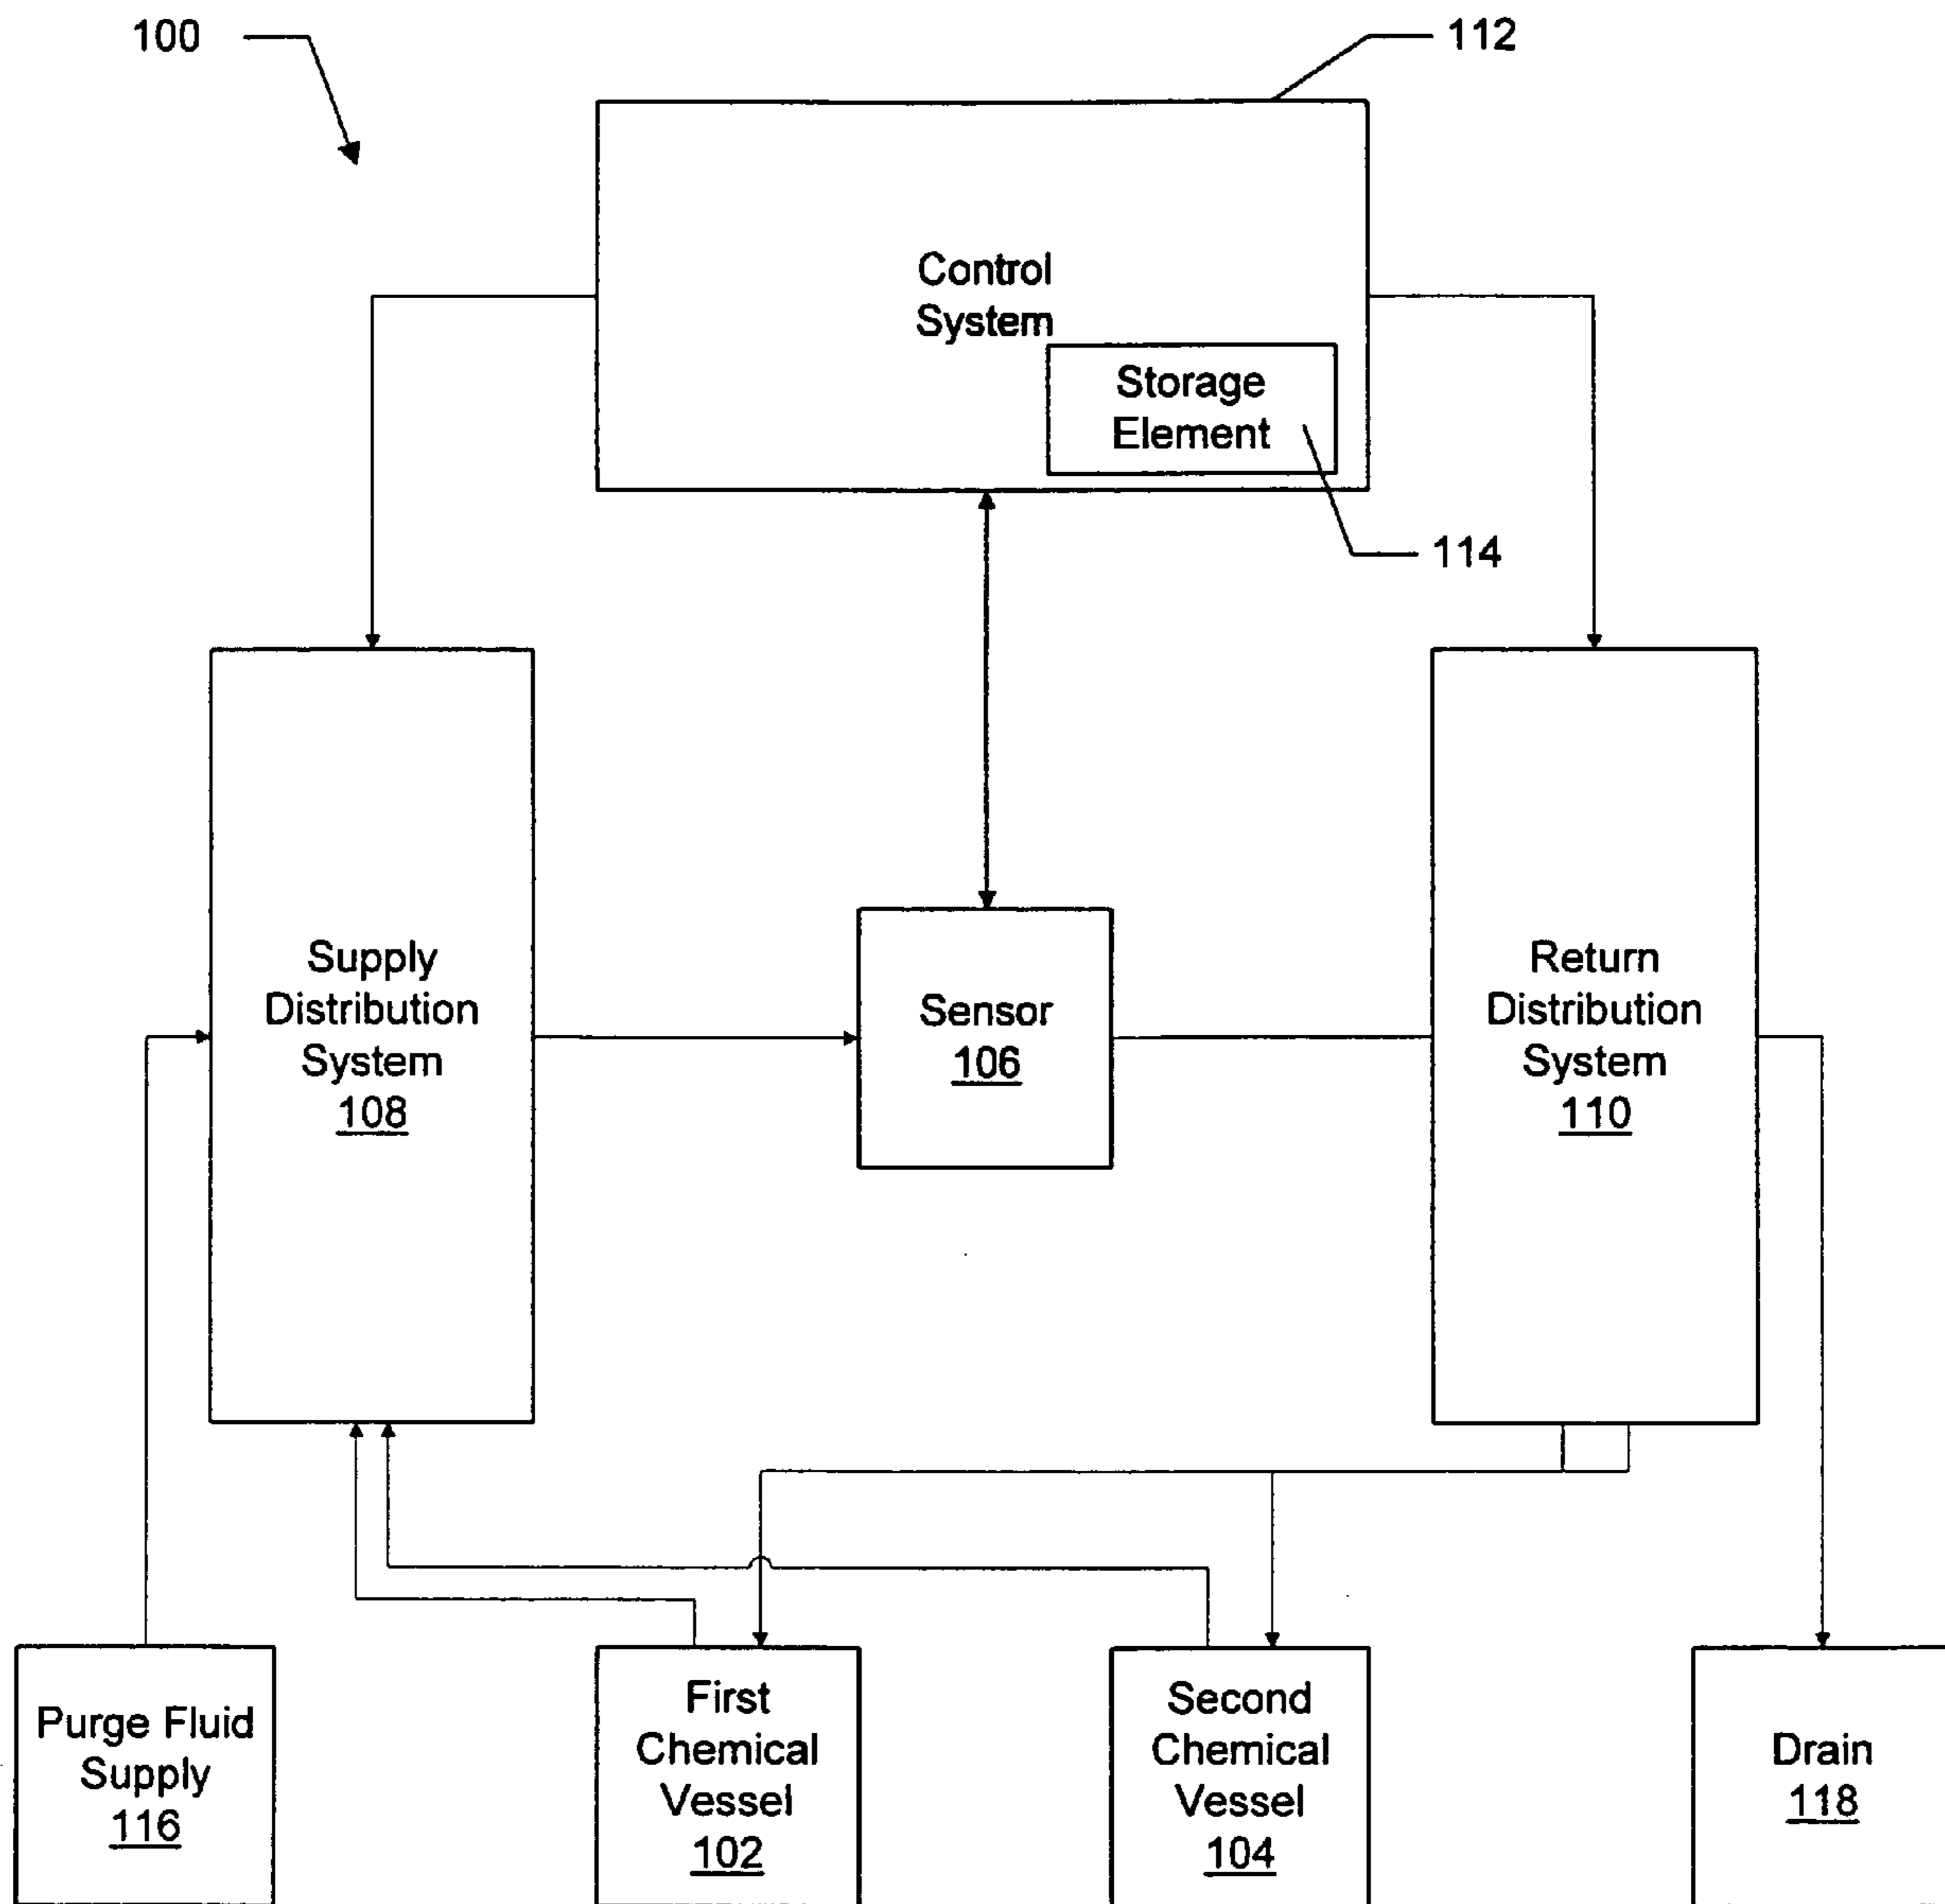 100
112
Control
System
Storage
Element
114
Supply
Distribution
System
108
Sensor
106
Return
Distribution
System
110
Purge Fluid
Supply
116
First
Chemical
Vessel
102
Second
Chemical
Vessel
104
Drain
118